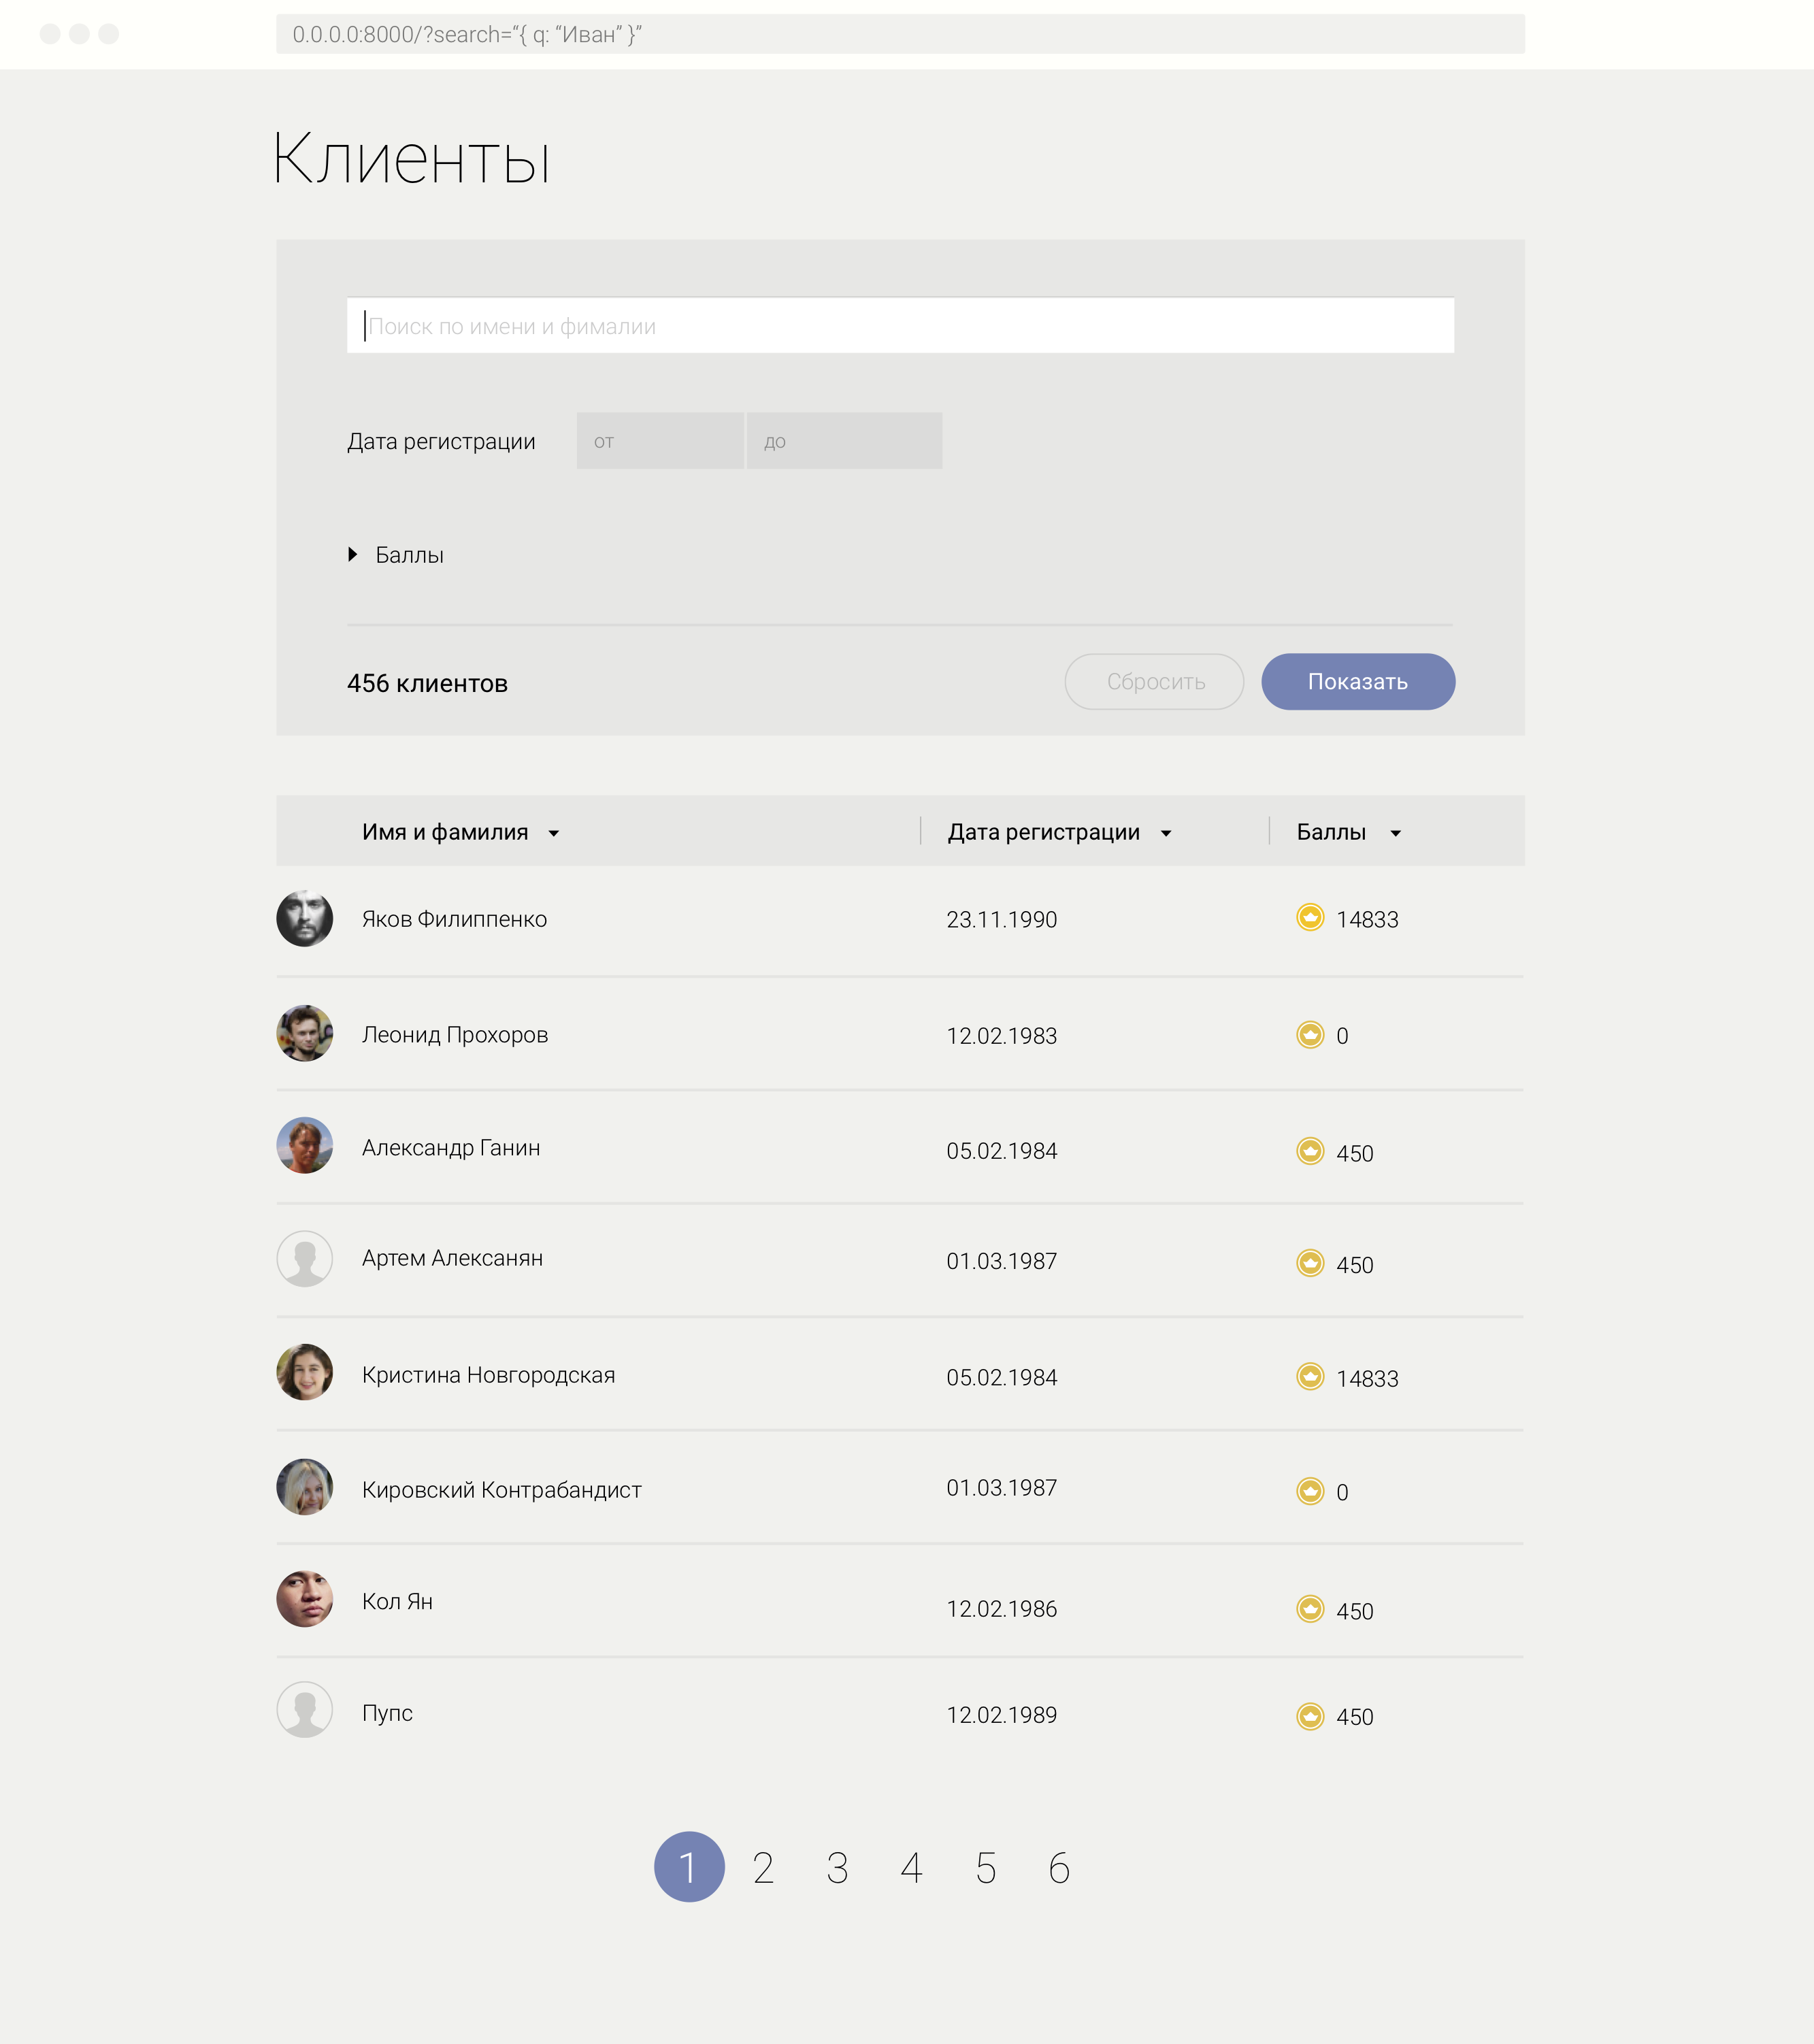 0.0.0.0:8000/?search=“{ q: “Иван” }”
Клиенты
Поиск по имени и фималии
Дата регистрации от до
Баллы
456 клиентов Сбросить Показать
Имя и фамилия Дата регистрации Баллы
Яков Филиппенко 23.11.1990 14833
Леонид Прохоров 12.02.1983 0
Александр Ганин 05.02.1984 450
Артем Алексанян 01.03.1987 450
Кристина Новгородская 05.02.1984 14833
Кировский Контрабандист 01.03.1987 0
Кол Ян 12.02.1986 450
Пупс 12.02.1989 450
1 2 3 4 5 6